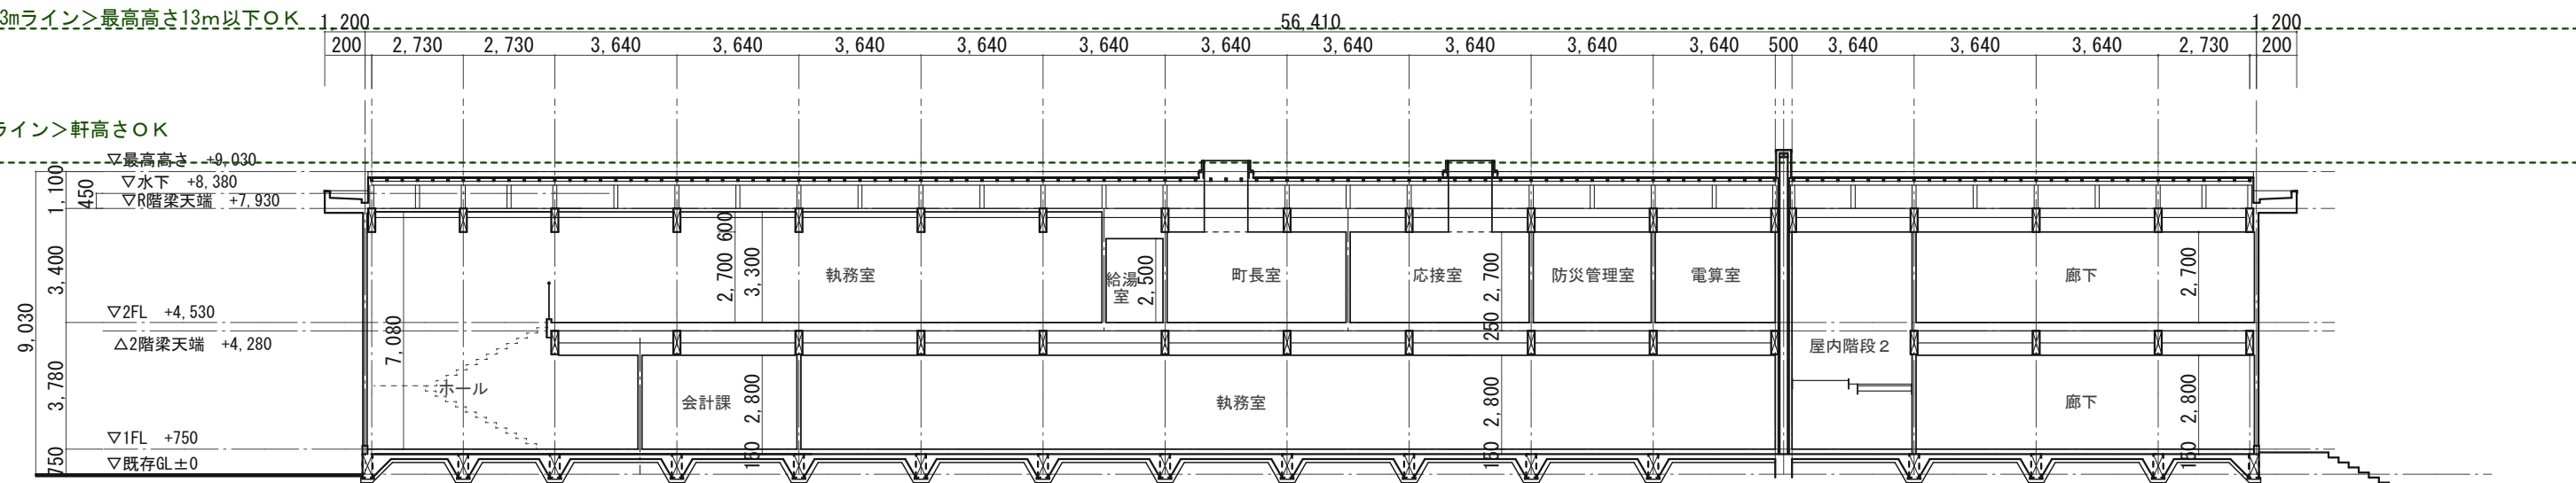 3mライン＞最高高さ13ｍ以下ＯＫ
1,200 56,410 1,200
200 2,730 2,730 3,640 3,640 3,640 3,640 3,640 3,640 3,640 3,640 3,640 3,640 500 3,640 3,640 3,640 2,730 200
ライン＞軒高さＯＫ
▽最高高さ +9,030
▽水下 +8,380
▽R階梁天端 +7,930
1,100
450
3,400
9,030
3,780
750
▽2FL +4,530
△2階梁天端 +4,280
▽1FL +750
▽既存GL±0
7,080
ホール
600
2,700
3,300
執務室
給湯室
2,500
町長室
応接室
2,700
250
防災管理室
電算室
廊下
2,700
会計課
2,800
150
執務室
2,800
150
屋内階段２
廊下
2,800
150